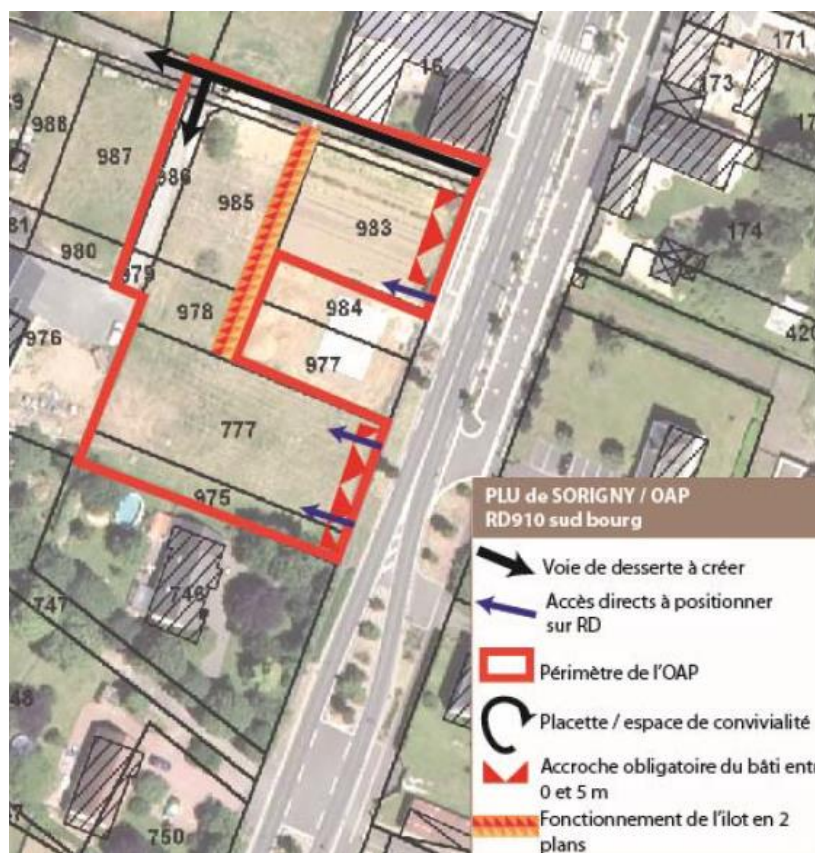 171
16
173
988
987
986
985
983
174
981
980
979
978
984
977
976
777
975
420
746
747
750
PLU de SORIGNY / OAP
RD910 sud bourg
Voie de desserte à créer
Accès directs à positionner
sur RD
Périmètre de l'OAP
Placette / espace de convivialité
Accroche obligatoire du bâti entr
0 et 5 m
Fonctionnement de l'ilot en 2
plans